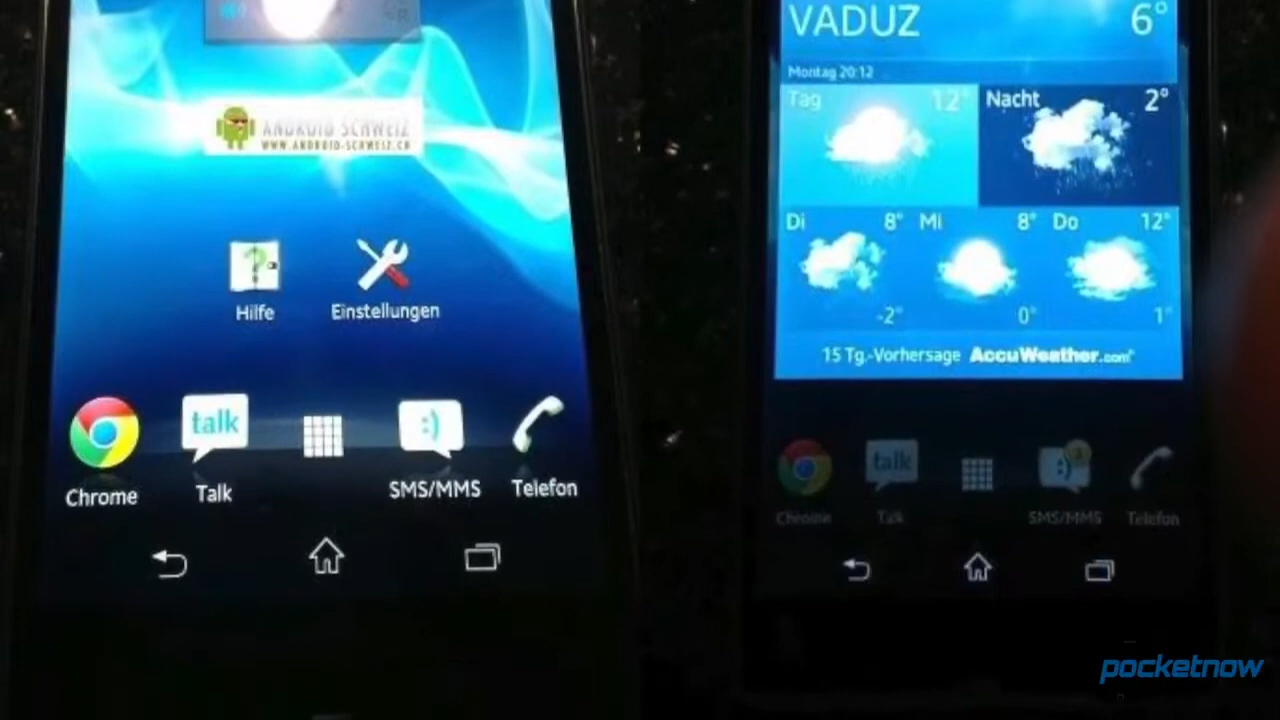 ANDROID SCHWEIZ
WWW.ANDROID-SCHWEIZ.CH
Hilfe
Einstellungen
talk
:)
Chrome
Talk
SMS/MMS
Telefon
VADUZ 6°
Montag 20:12
Tag 12°
Nacht 2°
Di 8°
Mi 8°
Do 12°
-2°
0°
1°
15 Tg.-Vorhersage AccuWeather.com
talk
:)
Chrome
Talk
SMS/MMS
Telefon
pocketnow